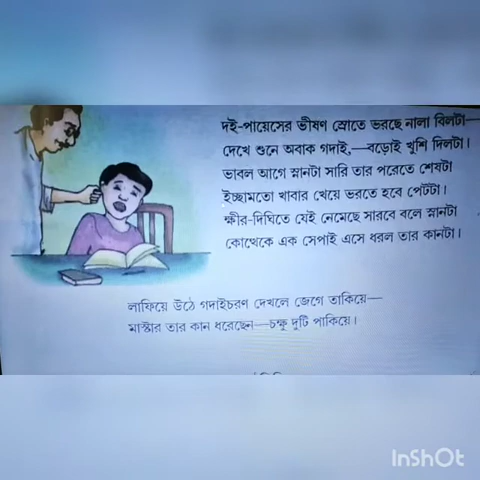 দই-পায়েসের ভীষণ স্রোতে ভরছে নালা বিলটা—
দেখে শুনে অবাক গদাই,—বড়োই খুশি দিলটা।
ভাবল আগে স্নানটা সারি তার পরেতে শেষটা
ইচ্ছামতো খাবার খেয়ে ভরতে হবে পেটটা।
ক্ষীর-দিঘিতে যেই নেমেছে সারবে বলে স্নানটা
কোত্থেকে এক সেপাই এসে ধরল তার কানটা।
লাফিয়ে উঠে গদাইচরণ দেখলে জেগে তাকিয়ে—
মাস্টার তার কান ধরেছেন—চক্ষু দুটি পাকিয়ে।
InShOt